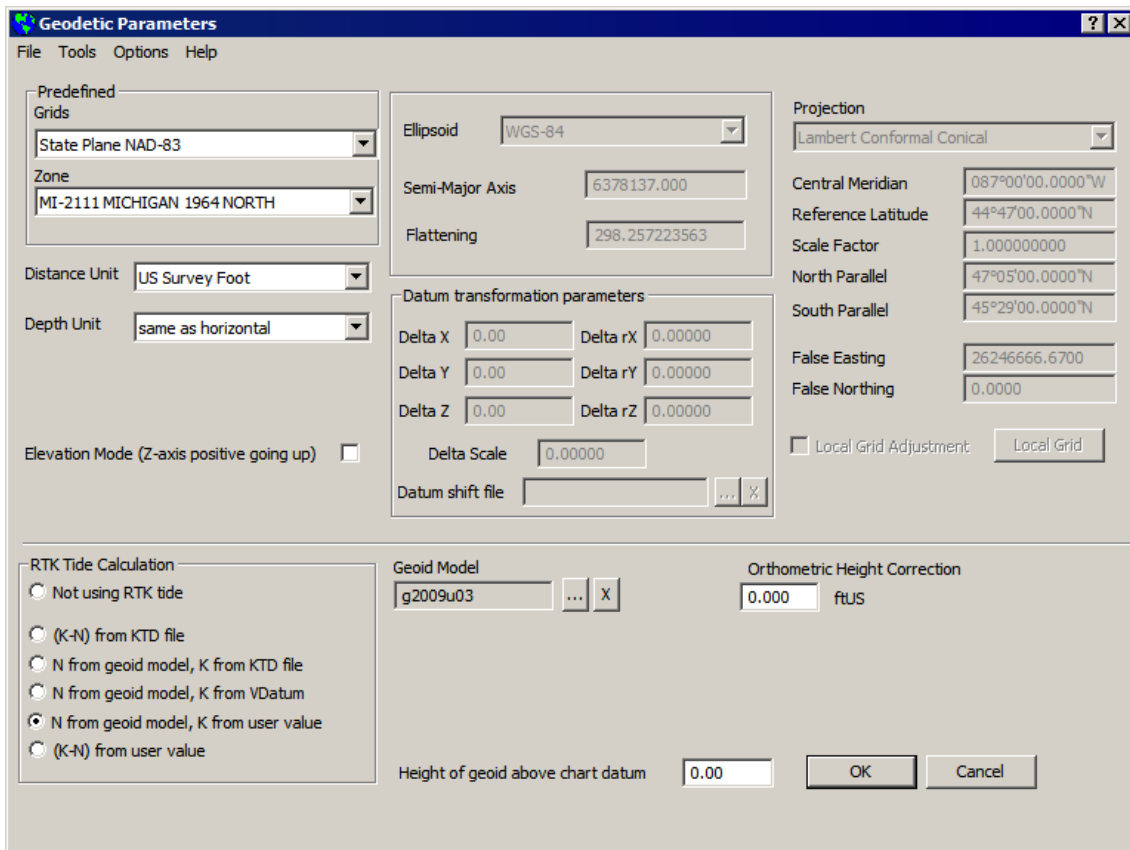 Geodetic Parameters
File Tools Options Help
Predefined
Grids
State Plane NAD-83
Zone
MI-2111 MICHIGAN 1964 NORTH
Distance Unit US Survey Foot
Depth Unit same as horizontal
Elevation Mode (Z-axis positive going up)
Ellipsoid WGS-84
Semi-Major Axis 6378137.000
Flattening 298.257223563
Datum transformation parameters
Delta X 0.00 Delta rX 0.00000
Delta Y 0.00 Delta rY 0.00000
Delta Z 0.00 Delta rZ 0.00000
Delta Scale 0.00000
Datum shift file ... X
Projection
Lambert Conformal Conical
Central Meridian 087°00'00.0000"W
Reference Latitude 44°47'00.0000"N
Scale Factor 1.000000000
North Parallel 47°05'00.0000"N
South Parallel 45°29'00.0000"N
False Easting 26246666.6700
False Northing 0.0000
Local Grid Adjustment Local Grid
RTK Tide Calculation
Not using RTK tide
(K-N) from KTD file
N from geoid model, K from KTD file
N from geoid model, K from VDatum
N from geoid model, K from user value
(K-N) from user value
Geoid Model
g2009u03 ... X
Orthometric Height Correction
0.000 ftUS
Height of geoid above chart datum 0.00
OK Cancel